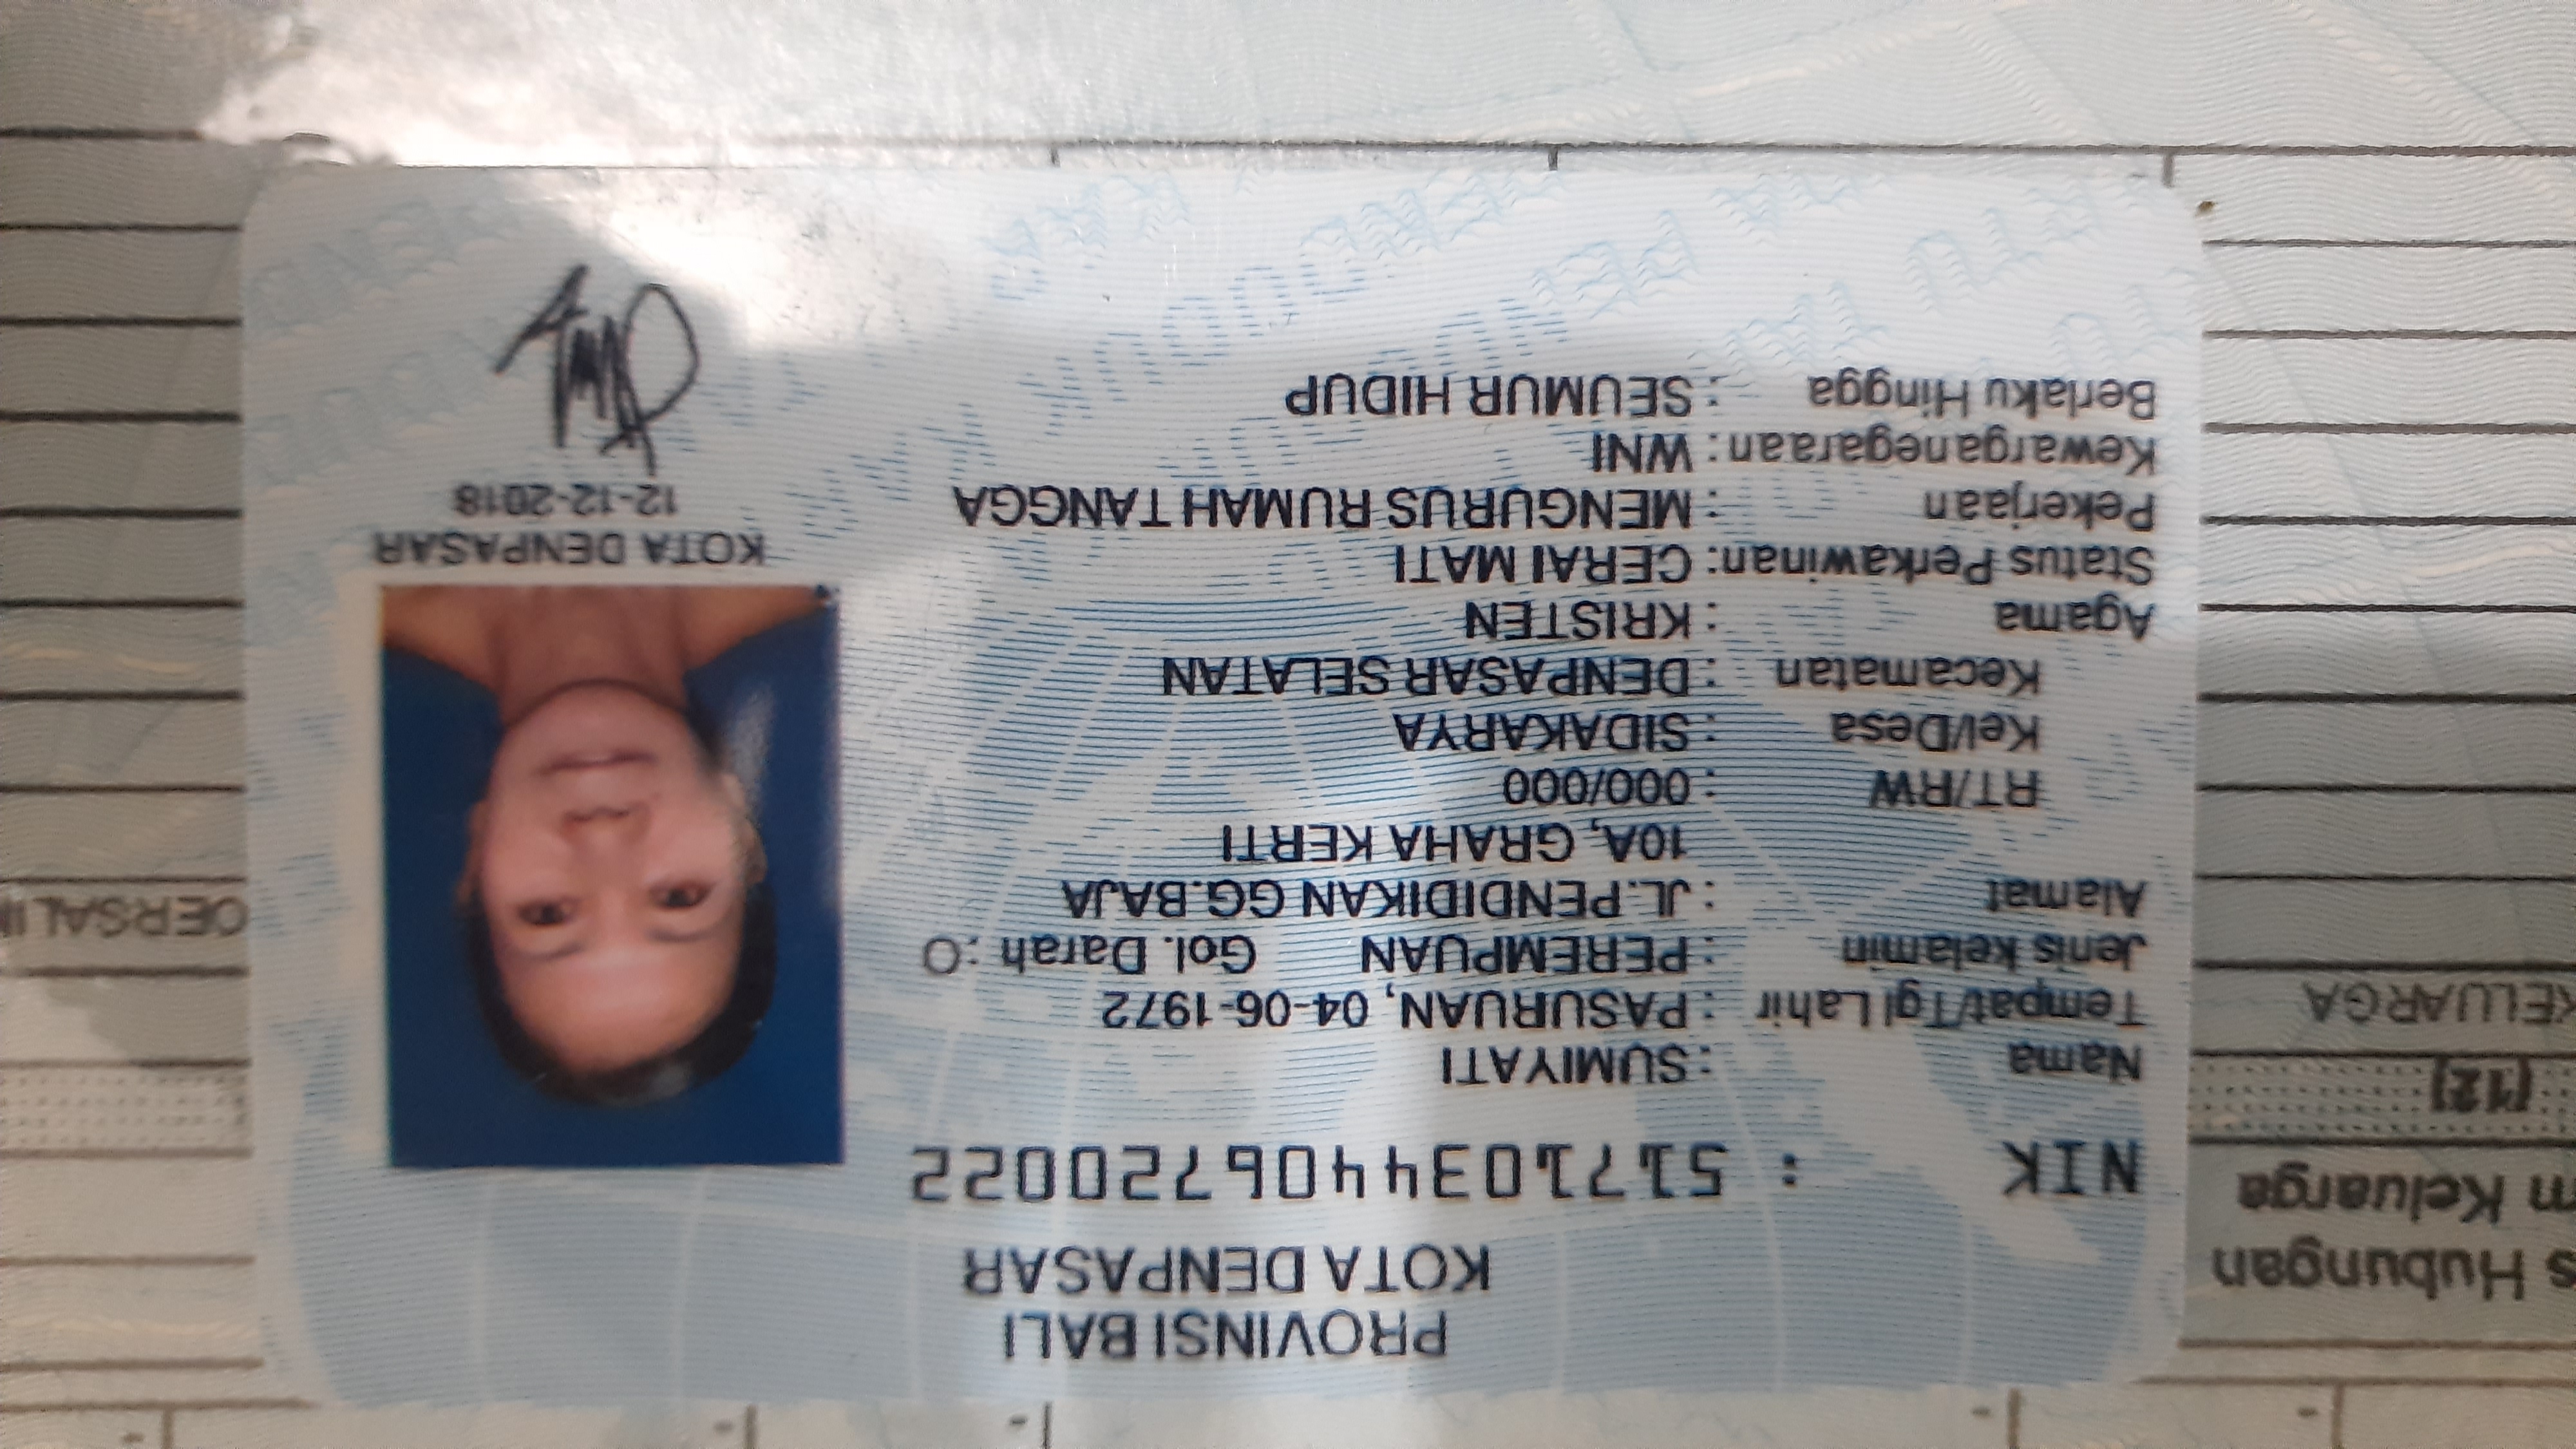 PROVINSI BALI
KOTA DENPASAR
NIK : 5171034406720022
Nama : SUMIYATI
Tempat/Tgl Lahir : PASURUAN, 04-06-1972
Jenis kelamin : PEREMPUAN Gol. Darah : O
Alamat : JL.PENDIDIKAN GG.BAJA
10A, GRAHA KERTI
RT/RW : 000/000
Kel/Desa : SIDAKARYA
Kecamatan : DENPASAR SELATAN
Agama : KRISTEN
Status Perkawinan: CERAI MATI
Pekerjaan : MENGURUS RUMAH TANGGA
Kewarganegaraan: WNI
Berlaku Hingga : SEUMUR HIDUP
KOTA DENPASAR
12-12-2018
Hubungan
Keluarga
(12)
KELUARGA